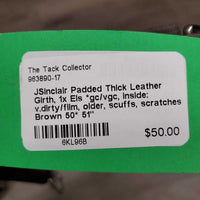 The Tack Collector
963890-17
JSinclair Padded Thick Leather
Girth, 1x Els *gc/vgc, inside:
v.dirty/film, older, scuffs, scratches
Brown 50* 51"
$50.00
6KL96B